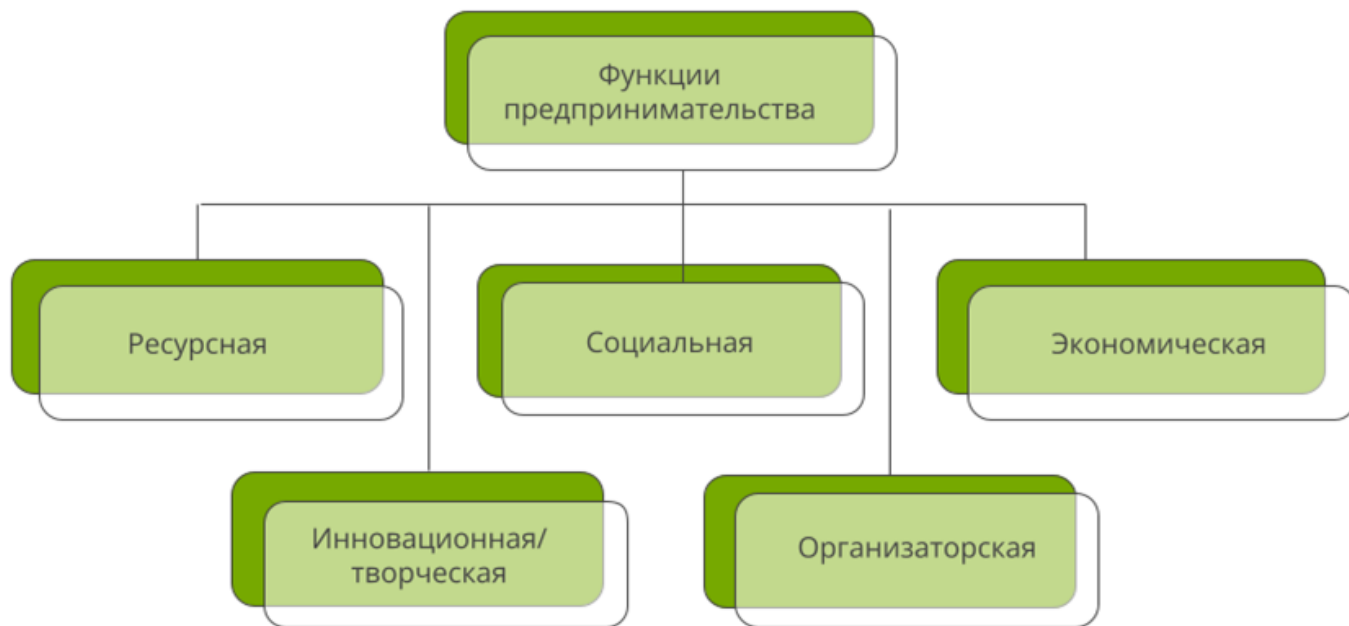 Функции
предпринимательства
Ресурсная
Социальная
Экономическая
Инновационная/
творческая
Организаторская